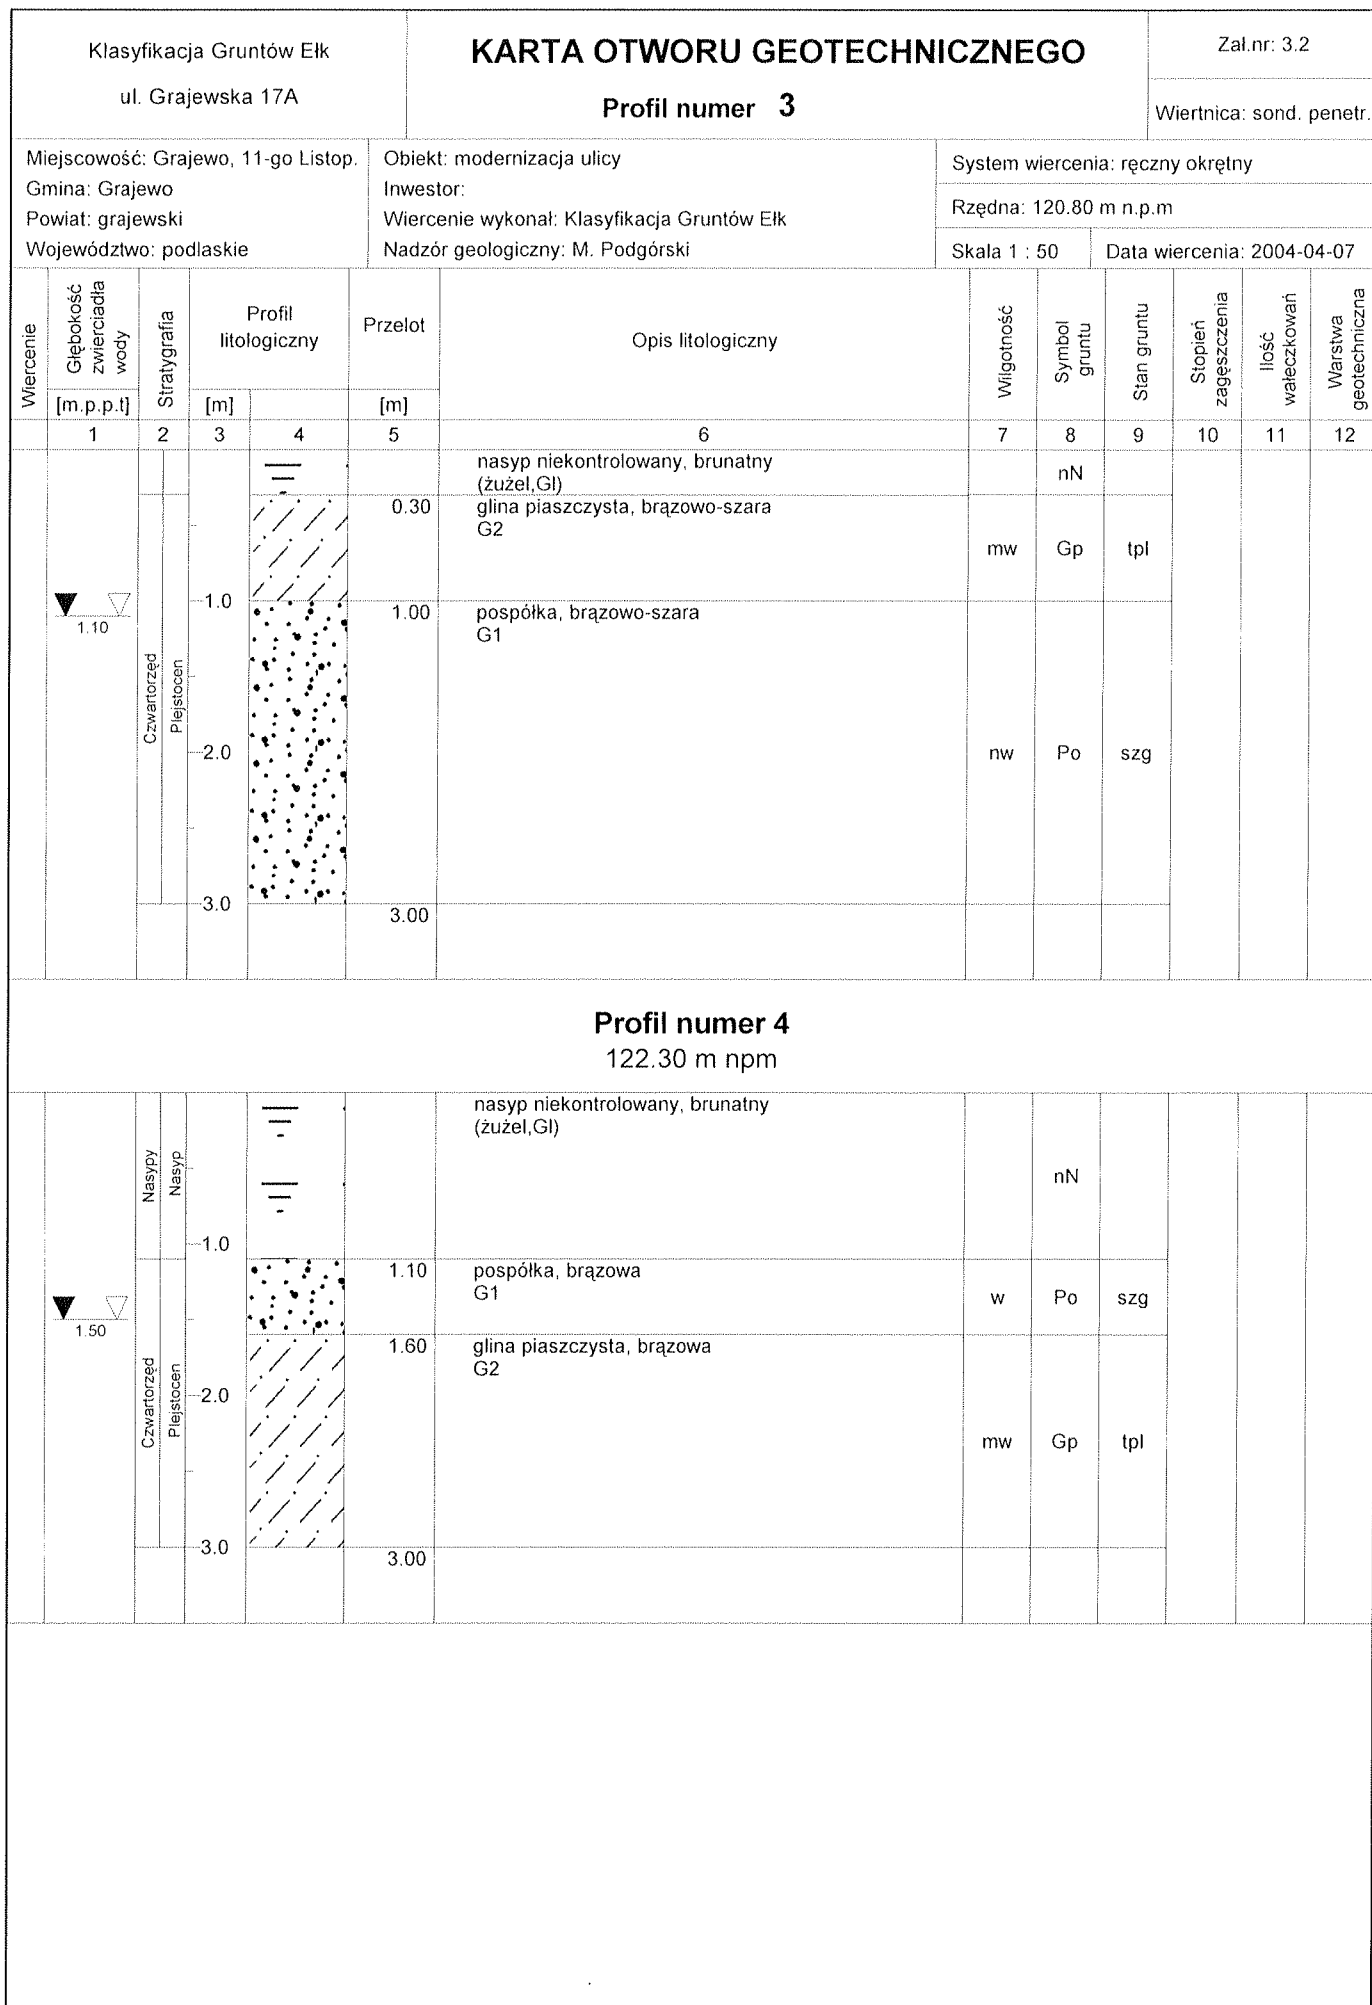 Klasyfikacja Gruntów Ełk
ul. Grajewska 17A
KARTA OTWORU GEOTECHNICZNEGO
Profil numer 3
Zał.nr: 3.2
Wiertnica: sond. penetr.
Miejscowość: Grajewo, 11-go Listop.
Gmina: Grajewo
Powiat: grajewski
Województwo: podlaskie
Obiekt: modernizacja ulicy
Inwestor:
Wiercenie wykonał: Klasyfikacja Gruntów Ełk
Nadzór geologiczny: M. Podgórski
System wiercenia: ręczny okrętny
Rzędna: 120.80 m n.p.m
Skala 1 : 50
Data wiercenia: 2004-04-07
Wiercenie
Głębokość zwierciadła wody
[m.p.p.t]
Stratygrafia
Profil litologiczny
[m]
Przelot
[m]
Opis litologiczny
Wilgotność
Symbol gruntu
Stan gruntu
Stopień zagęszczenia
Ilość wałeczkowań
Warstwa geotechniczna
1 2 3 4 5 6 7 8 9 10 11 12
nasyp niekontrolowany, brunatny
(żużel,Gl)
nN
0.30 glina piaszczysta, brązowo-szara
G2
mw Gp tpl
1.0
1.10
1.00 pospółka, brązowo-szara
G1
Czwartorzęd
Plejstocen
2.0
nw Po szg
3.0
3.00
Profil numer 4
122.30 m npm
nasyp niekontrolowany, brunatny
(żużel,Gl)
Nasypy
Nasyp
nN
1.0
1.10 pospółka, brązowa
G1
w Po szg
1.50
1.60 glina piaszczysta, brązowa
G2
Czwartorzęd
Plejstocen
2.0
mw Gp tpl
3.0
3.00